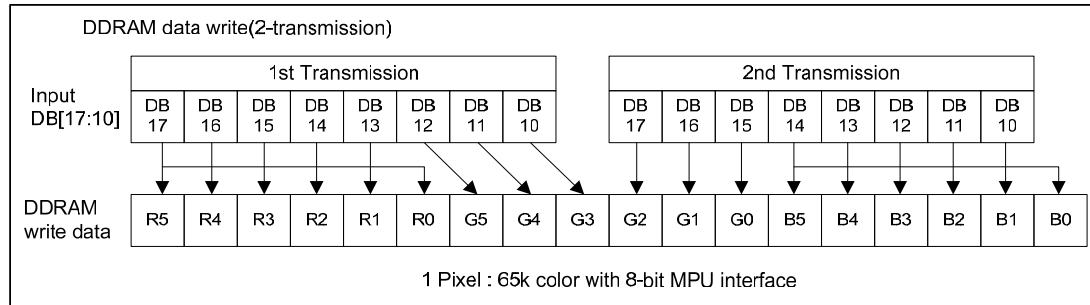 DDRAM data write(2-transmission)
1st Transmission 2nd Transmission
Input
DB[17:10]
DB 17 DB 16 DB 15 DB 14 DB 13 DB 12 DB 11 DB 10 DB 17 DB 16 DB 15 DB 14 DB 13 DB 12 DB 11 DB 10
DDRAM
write data
R5 R4 R3 R2 R1 R0 G5 G4 G3 G2 G1 G0 B5 B4 B3 B2 B1 B0
1 Pixel : 65k color with 8-bit MPU interface